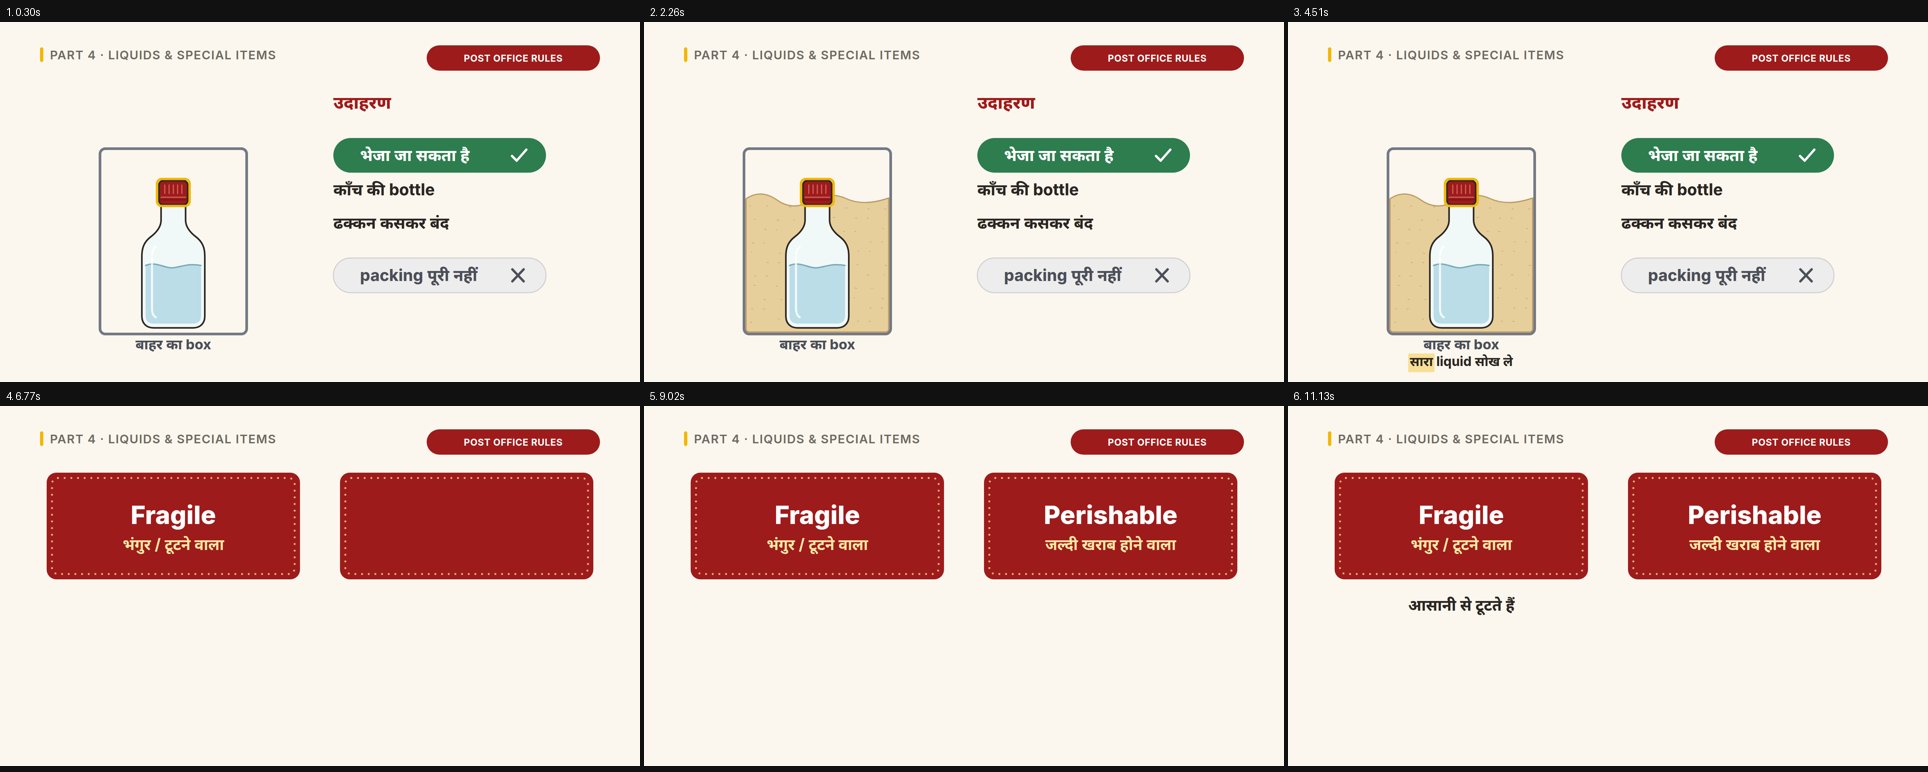 1. 0.30s
PART 4 · LIQUIDS & SPECIAL ITEMS
POST OFFICE RULES
उदाहरण
भेजा जा सकता है
काँच की bottle
ढक्कन कसकर बंद
packing पूरी नहीं
बाहर का box
2. 2.26s
PART 4 · LIQUIDS & SPECIAL ITEMS
POST OFFICE RULES
उदाहरण
भेजा जा सकता है
काँच की bottle
ढक्कन कसकर बंद
packing पूरी नहीं
बाहर का box
3. 4.51s
PART 4 · LIQUIDS & SPECIAL ITEMS
POST OFFICE RULES
उदाहरण
भेजा जा सकता है
काँच की bottle
ढक्कन कसकर बंद
packing पूरी नहीं
बाहर का box
सारा liquid सोख ले
4. 6.77s
PART 4 · LIQUIDS & SPECIAL ITEMS
POST OFFICE RULES
Fragile
भंगुर / टूटने वाला
5. 9.02s
PART 4 · LIQUIDS & SPECIAL ITEMS
POST OFFICE RULES
Fragile
भंगुर / टूटने वाला
Perishable
जल्दी खराब होने वाला
6. 11.13s
PART 4 · LIQUIDS & SPECIAL ITEMS
POST OFFICE RULES
Fragile
भंगुर / टूटने वाला
Perishable
जल्दी खराब होने वाला
आसानी से टूटते हैं